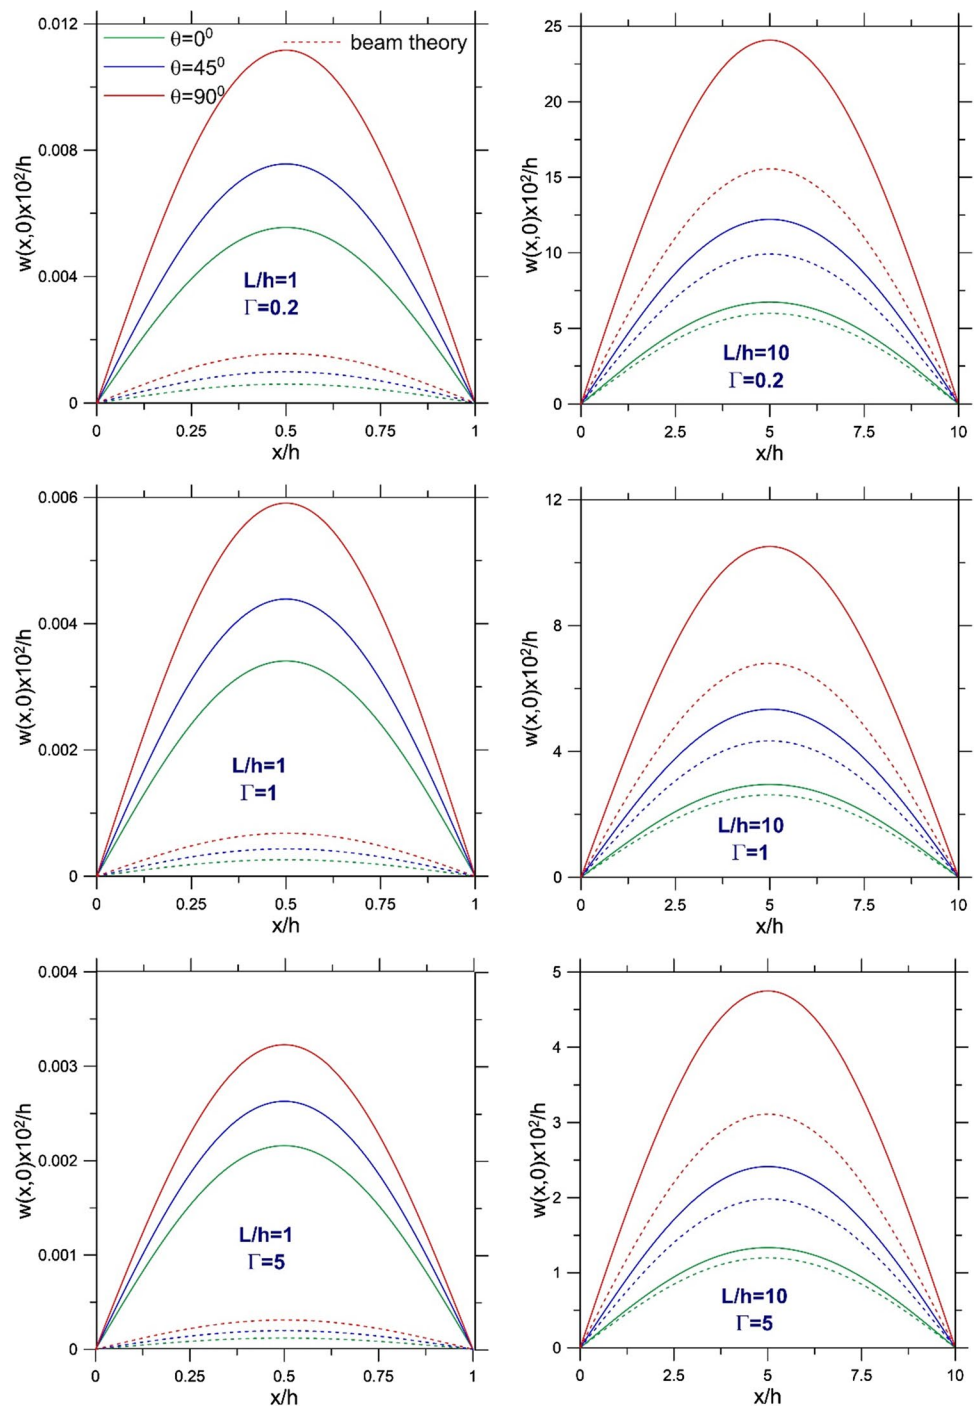 0.012
θ=0⁰
beam theory
θ=45⁰
θ=90⁰
0.008
w(x,0)x10²/h
0.004
L/h=1
Γ=0.2
0
0
0.25
0.5
0.75
1
x/h
25
20
15
w(x,0)x10²/h
10
5
L/h=10
Γ=0.2
0
0
2.5
5
7.5
10
x/h
0.006
0.004
w(x,0)x10²/h
0.002
L/h=1
Γ=1
0
0
0.25
0.5
0.75
1
x/h
12
8
w(x,0)x10²/h
4
L/h=10
Γ=1
0
0
2.5
5
7.5
10
x/h
0.004
0.003
w(x,0)x10²/h
0.002
0.001
L/h=1
Γ=5
0
0
0.25
0.5
0.75
1
x/h
5
4
3
w(x,0)x10²/h
2
1
L/h=10
Γ=5
0
0
2.5
5
7.5
10
x/h